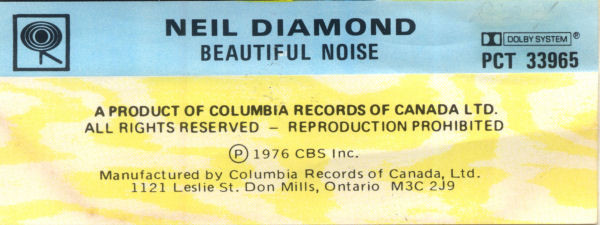 NEIL DIAMOND
BEAUTIFUL NOISE
DOLBY SYSTEM ®
PCT 33965
A PRODUCT OF COLUMBIA RECORDS OF CANADA LTD.
ALL RIGHTS RESERVED – REPRODUCTION PROHIBITED
Ⓟ 1976 CBS Inc.
Manufactured by Columbia Records of Canada, Ltd.
1121 Leslie St. Don Mills, Ontario M3C 2J9